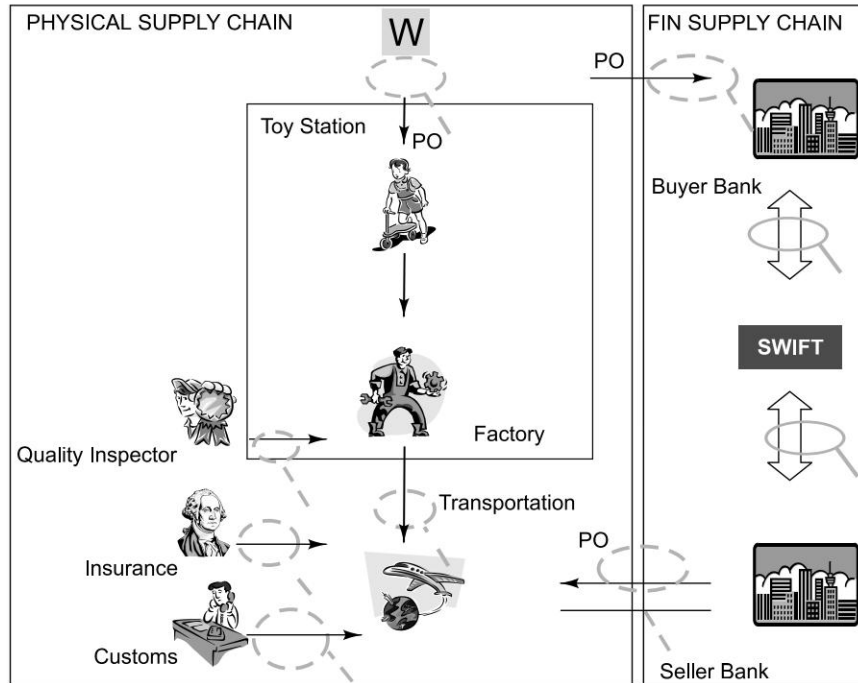 PHYSICAL SUPPLY CHAIN
W
FIN SUPPLY CHAIN
PO
Toy Station
PO
Buyer Bank
SWIFT
Factory
Quality Inspector
Transportation
PO
Insurance
Customs
Seller Bank